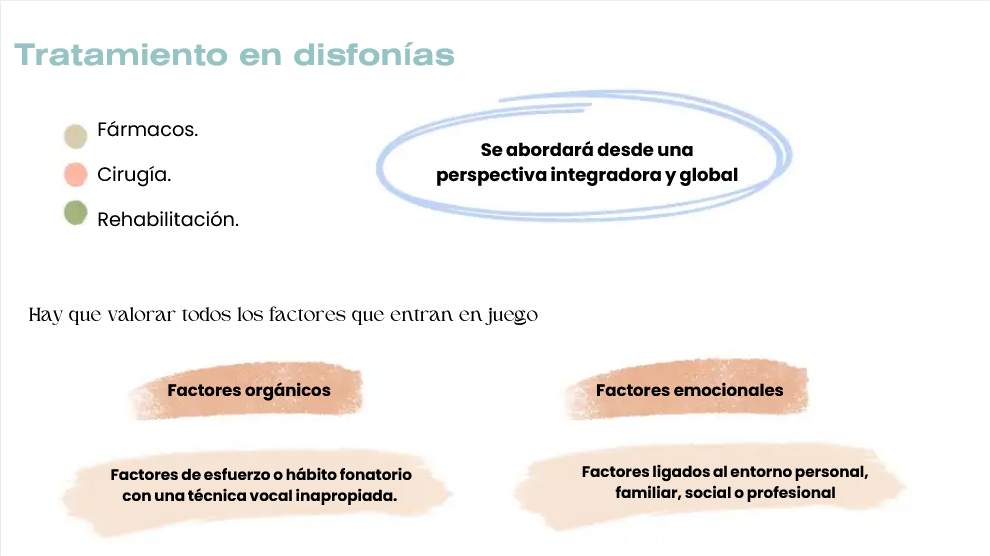 Tratamiento en disfonías
Fármacos.
Cirugía.
Rehabilitación.
Se abordará desde una
perspectiva integradora y global
Hay que valorar todos los factores que entran en juego
Factores orgánicos
Factores emocionales
Factores de esfuerzo o hábito fonatorio
con una técnica vocal inapropiada.
Factores ligados al entorno personal,
familiar, social o profesional